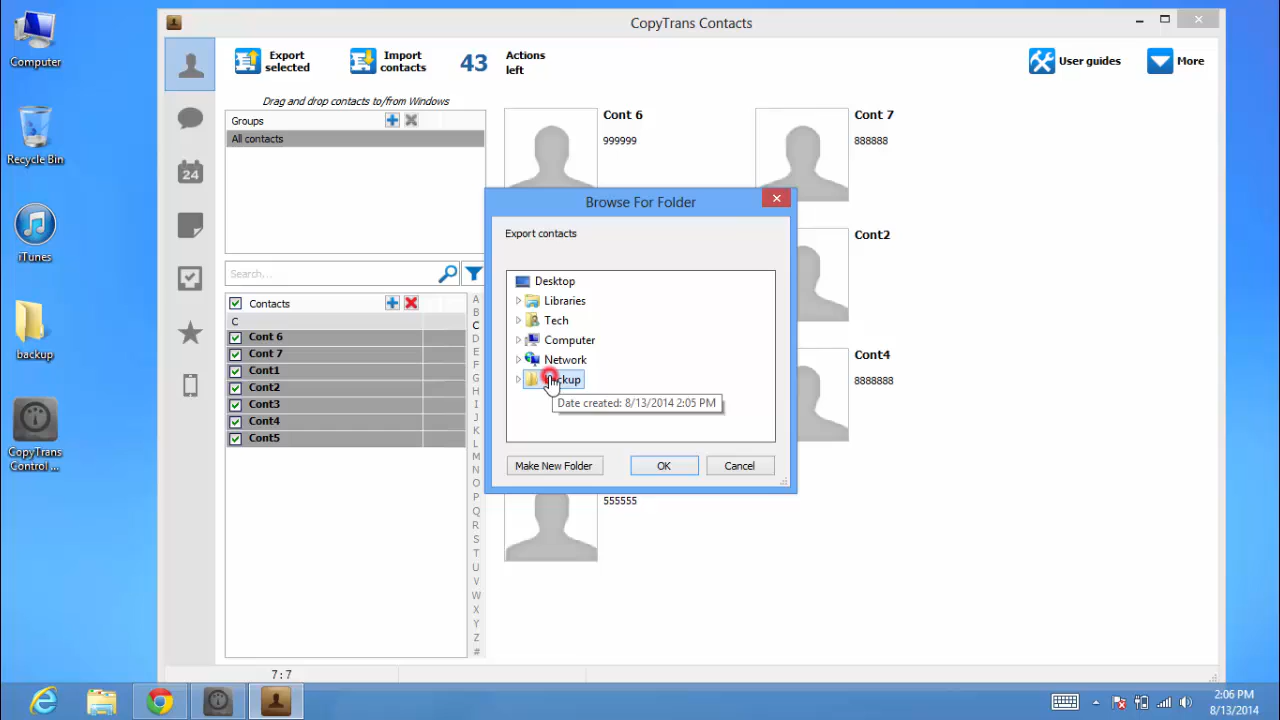 Computer
Recycle Bin
iTunes
backup
CopyTrans
Control ...
CopyTrans Contacts
Export
selected
Import
contacts
43
Actions
left
User guides
More
24
Drag and drop contacts to/from Windows
Groups
All contacts
Search...
Contacts
C
Cont 6
Cont 7
Cont1
Cont2
Cont3
Cont4
Cont5
A
B
C
D
E
F
G
H
I
J
K
L
M
N
O
P
Q
R
S
T
U
V
W
X
Y
Z
#
7:7
Cont 6
999999
Cont 7
888888
Cont2
Cont4
8888888
555555
Browse For Folder
Export contacts
Desktop
Libraries
Tech
Computer
Network
Date created: 8/13/2014 2:05 PM
Make New Folder
OK
Cancel
2:06 PM
8/13/2014